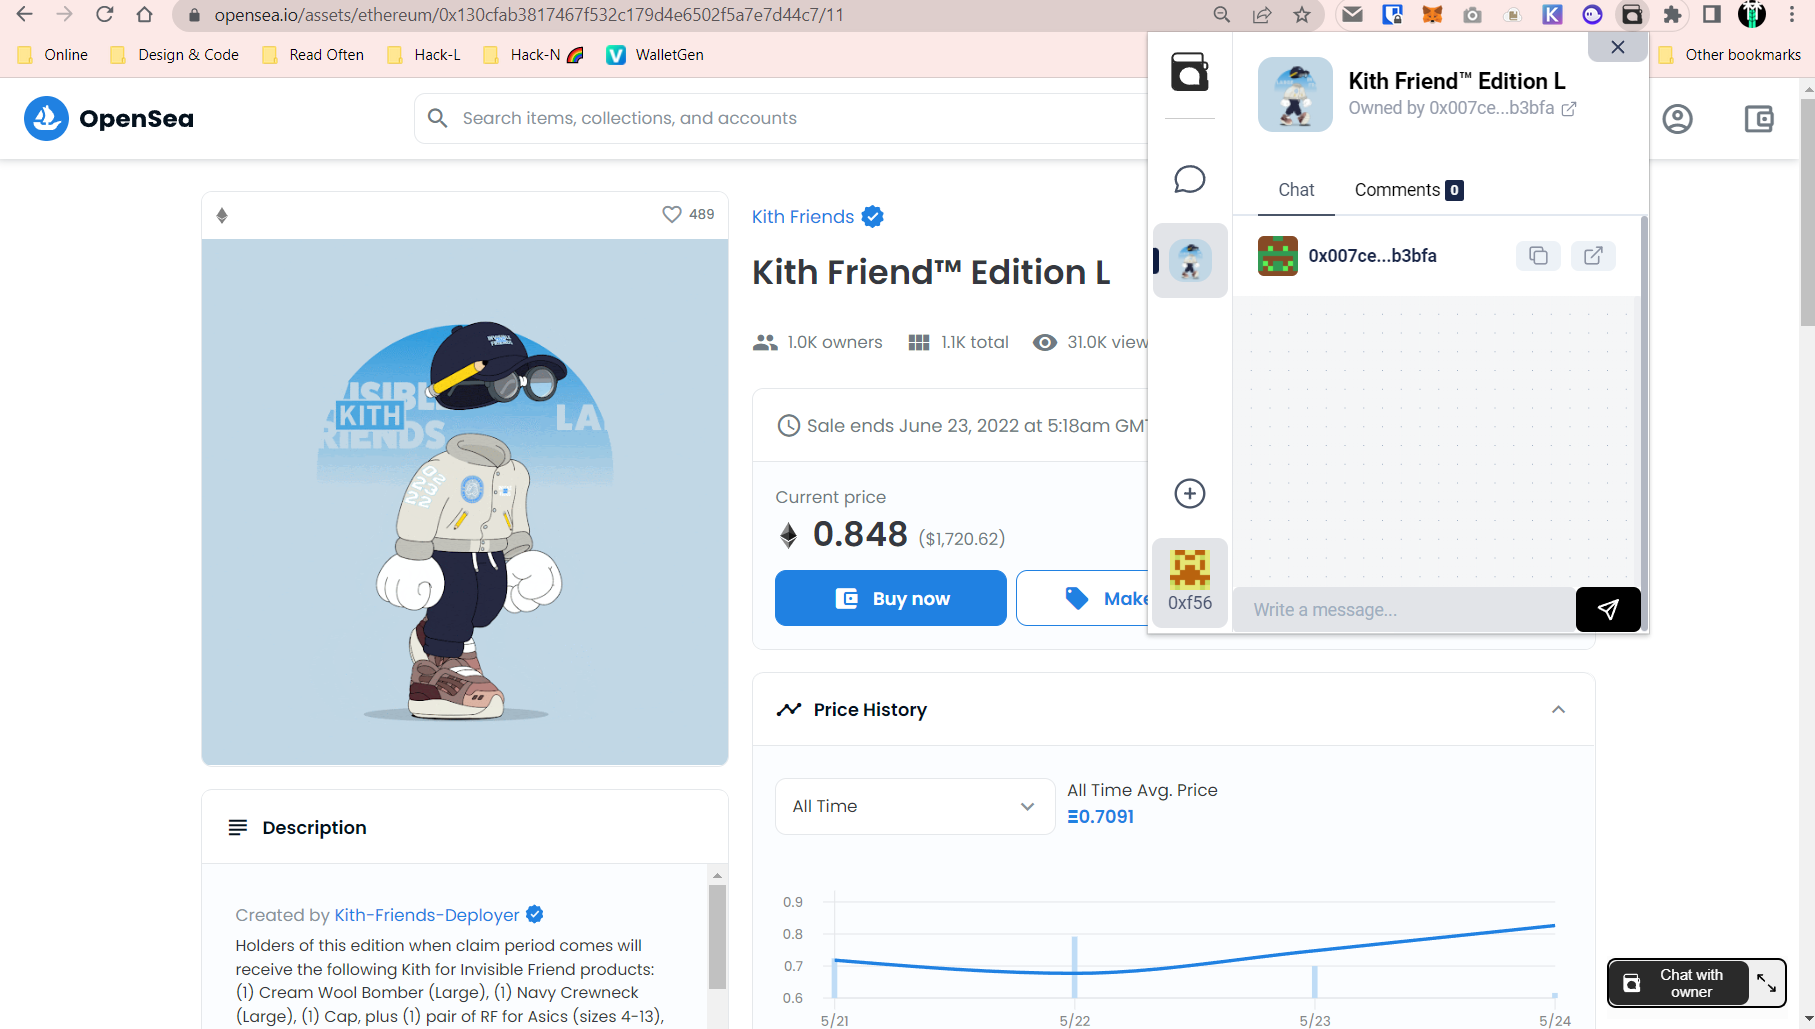 opensea.io/assets/ethereum/0x130cfab3817467f532c179d4e6502f5a7e7d44c7/11
Online
Design & Code
Read Often
Hack-L
Hack-N 🌈
WalletGen
Other bookmarks
OpenSea
Search items, collections, and accounts
489
INVISIBLE
FRIENDS
ISIBL
KITH
LA
RIENDS
Kith Friends
Kith Friend™ Edition L
1.0K owners
1.1K total
31.0K view
Sale ends June 23, 2022 at 5:18am GMT
Current price
0.848 ($1,720.62)
Buy now
Make
Kith Friend™ Edition L
Owned by 0x007ce...b3bfa
Chat
Comments 0
0x007ce...b3bfa
0xf56
Write a message...
Price History
All Time
All Time Avg. Price
Ξ0.7091
0.9
0.8
0.7
0.6
5/21
5/22
5/23
5/24
Description
Created by Kith-Friends-Deployer
Holders of this edition when claim period comes will
receive the following Kith for Invisible Friend products:
(1) Cream Wool Bomber (Large), (1) Navy Crewneck
(Large), (1) Cap, plus (1) pair of RF for Asics (sizes 4-13),
Chat with
owner